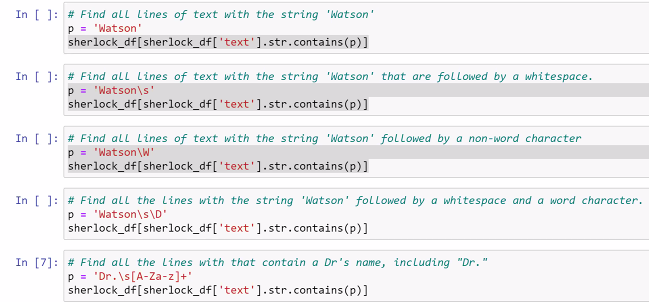 In [ ]: # Find all lines of text with the string 'Watson'
p = 'Watson'
sherlock_df[sherlock_df['text'].str.contains(p)]
In [ ]: # Find all lines of text with the string 'Watson' that are followed by a whitespace.
p = 'Watson\s'
sherlock_df[sherlock_df['text'].str.contains(p)]
In [ ]: # Find all lines of text with the string 'Watson' followed by a non-word character
p = 'Watson\W'
sherlock_df[sherlock_df['text'].str.contains(p)]
In [ ]: # Find all the lines with the string 'Watson' followed by a whitespace and a word character.
p = 'Watson\s\D'
sherlock_df[sherlock_df['text'].str.contains(p)]
In [7]: # Find all the lines with that contain a Dr's name, including "Dr."
p = 'Dr.\s[A-Za-z]+'
sherlock_df[sherlock_df['text'].str.contains(p)]